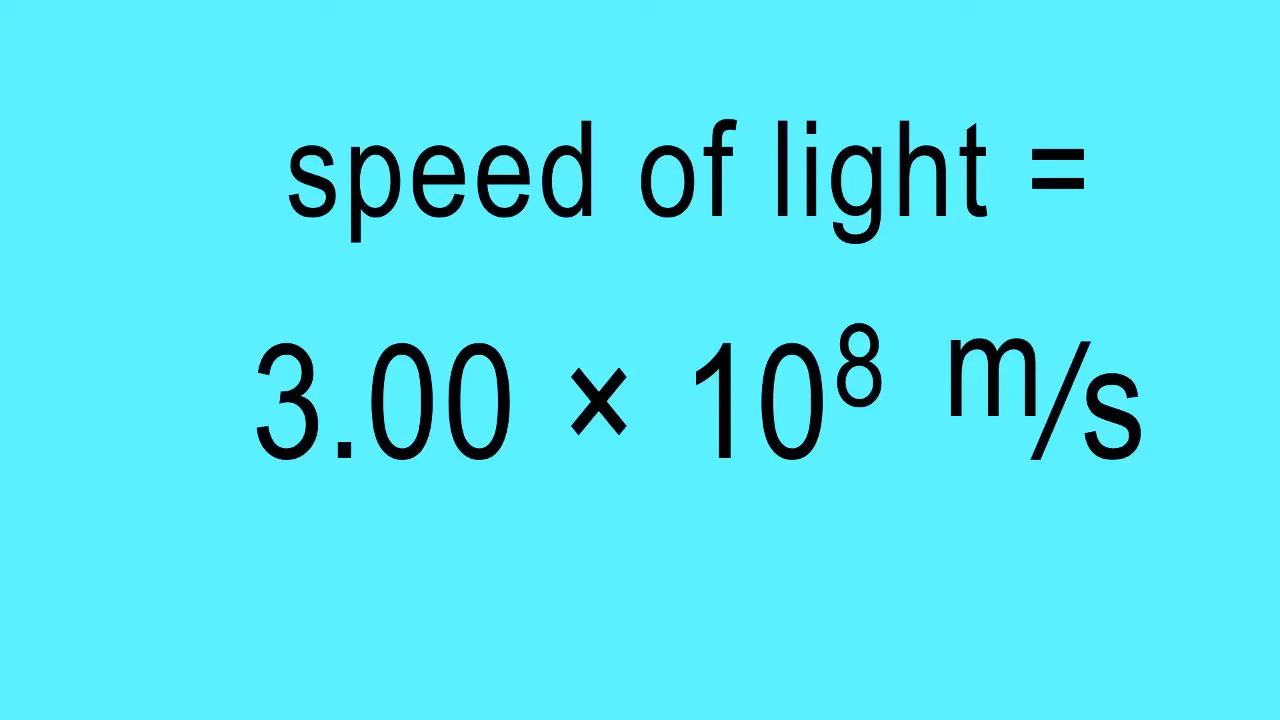 speed of light =
3.00 × 10⁸ m/s